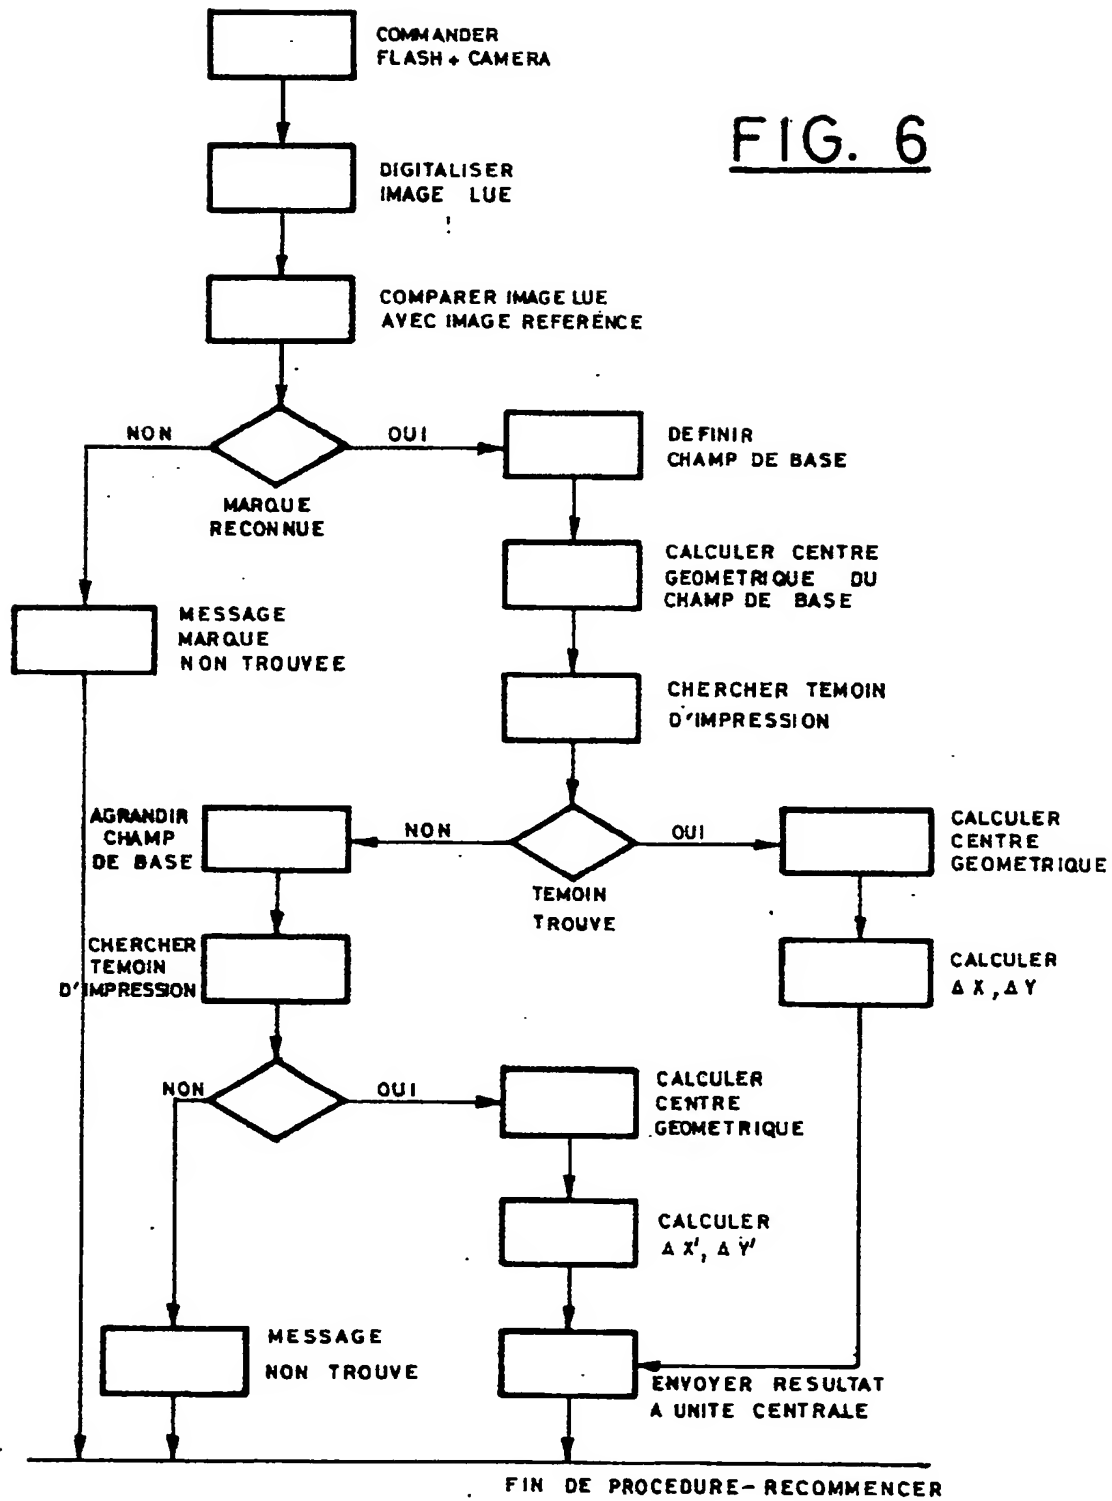 COMMANDER
FLASH + CAMERA
FIG. 6
DIGITALISER
IMAGE LUE
COMPARER IMAGE LUE
AVEC IMAGE REFERENCE
NON
OUI
MARQUE
RECONNUE
DEFINIR
CHAMP DE BASE
CALCULER CENTRE
GEOMETRIQUE DU
CHAMP DE BASE
MESSAGE
MARQUE
NON TROUVEE
CHERCHER TEMOIN
D'IMPRESSION
AGRANDIR
CHAMP
DE BASE
NON
OUI
TEMOIN
TROUVE
CALCULER
CENTRE
GEOMETRIQUE
CHERCHER
TEMOIN
D'IMPRESSION
CALCULER
Δ X, Δ Y
NON
OUI
CALCULER
CENTRE
GEOMETRIQUE
CALCULER
Δ X', Δ Y'
MESSAGE
NON TROUVE
ENVOYER RESULTAT
A UNITE CENTRALE
FIN DE PROCEDURE-RECOMMENCER